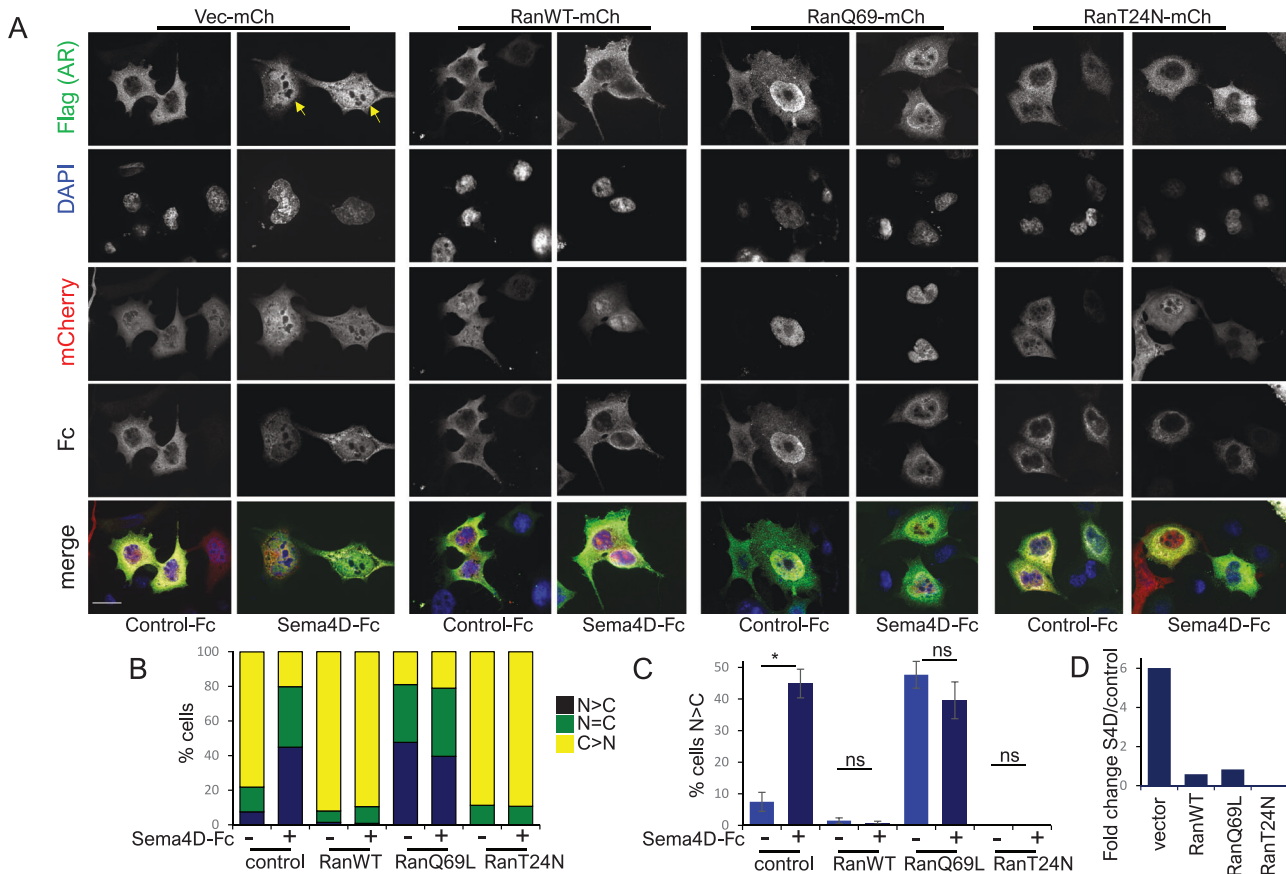 A
Vec-mCh
RanWT-mCh
RanQ69-mCh
RanT24N-mCh
Flag (AR)
DAPI
mCherry
Fc
merge
Control-Fc
Sema4D-Fc
Control-Fc
Sema4D-Fc
Control-Fc
Sema4D-Fc
Control-Fc
Sema4D-Fc
B
% cells
100
80
60
40
20
0
Sema4D-Fc
- + - + - + - +
control
RanWT
RanQ69L
RanT24N
N>C
N=C
C>N
C
% cells N>C
50
40
30
20
10
0
*
ns
ns
ns
Sema4D-Fc
- + - + - + - +
control
RanWT
RanQ69L
RanT24N
D
Fold change S4D/control
6
4
2
0
vector
RanWT
RanQ69L
RanT24N